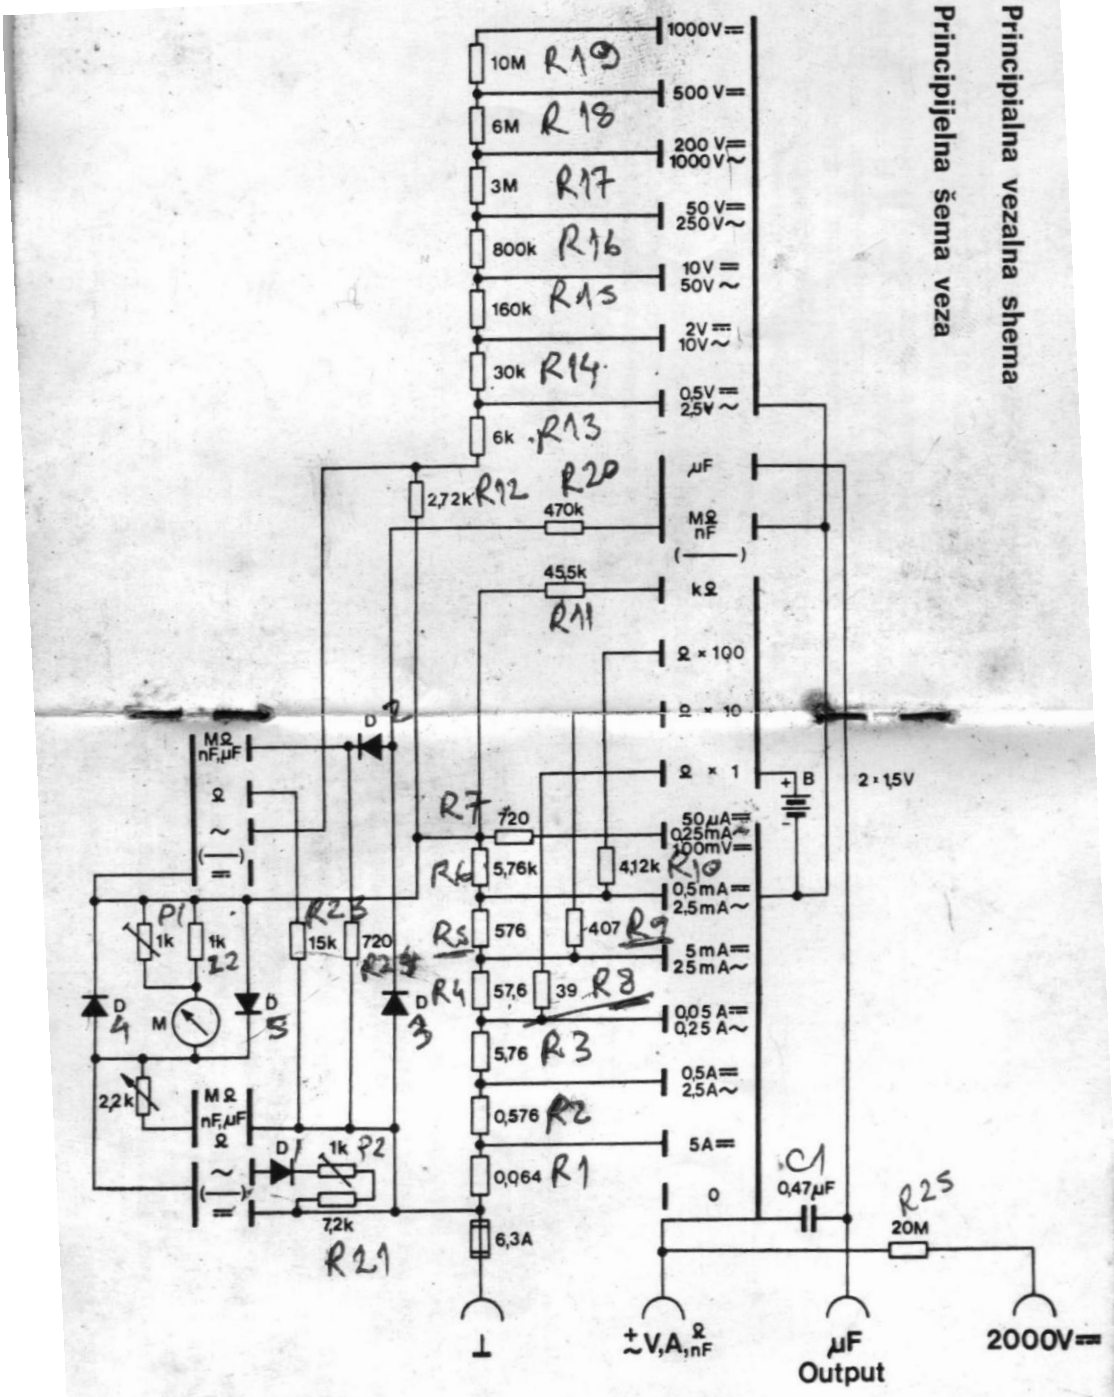 Principialna vezalna shema
Principijelna šema veza
1000V⎓
10M R19
500 V⎓
6M R18
200 V⎓
1000 V~
3M R17
50 V⎓
250V~
800k R16
10V⎓
50V~
160k R15
2V⎓
10V~
30k R14
0,5V⎓
2,5V~
6k R13
μF
R20
2,72k R12
470k
MΩ
nF
(—)
45,5k
kΩ
R11
Ω × 100
Ω × 10
D 2
MΩ
nF,μF
Ω × 1
+ B
-
2×1,5V
Ω
R7
720
50μA⎓
0,25mA~
100mV⎓
~
(—)
⎓
R6 5,76k
4,12k R10
0,5mA⎓
2,5mA~
P1
1k
1k
R23
15k
720
R5 576
407 R9
5mA⎓
25mA~
D 4
M
D 5
D 3
R4 57,6
39 R8
0,05 A⎓
0,25 A~
5,76 R3
0,5A⎓
2,5A~
2,2k
MΩ
nF,μF
Ω
0,576 R2
5A⎓
D 1
1k P2
~
(—)
⎓
0,064 R1
O
C1
0,47μF
R25
20M
7,2k
R21
6,3A
⊥
± ~ V,A, Ω nF
μF
Output
2000V⎓